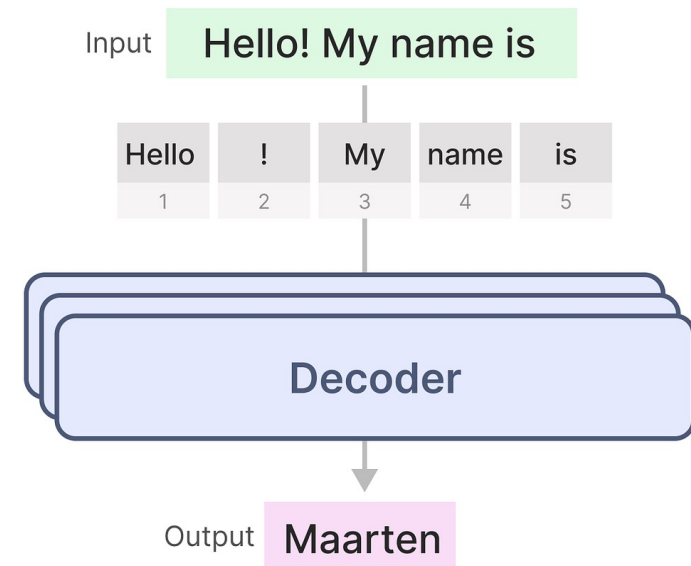 Input Hello! My name is
Hello ! My name is
1 2 3 4 5
Decoder
Output Maarten